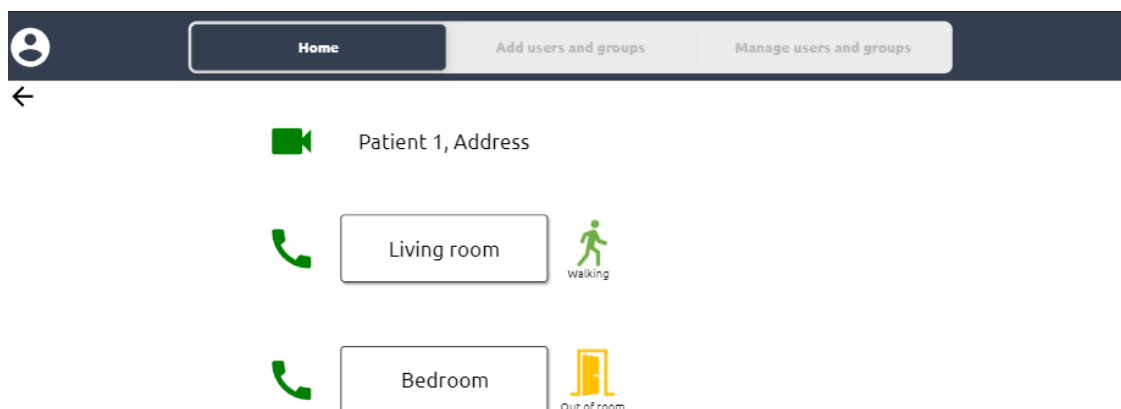 Home Add users and groups Manage users and groups
Patient 1, Address
Living room
Walking
Bedroom
Out of room